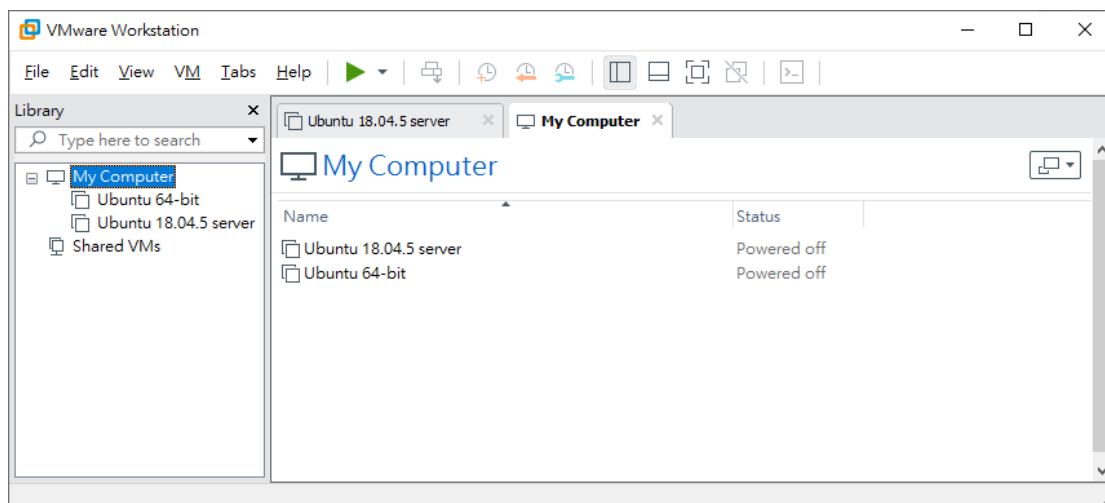 VMware Workstation
File Edit View VM Tabs Help
Library
Type here to search
My Computer
Ubuntu 64-bit
Ubuntu 18.04.5 server
Shared VMs
Ubuntu 18.04.5 server
My Computer
My Computer
Name Status
Ubuntu 18.04.5 server Powered off
Ubuntu 64-bit Powered off